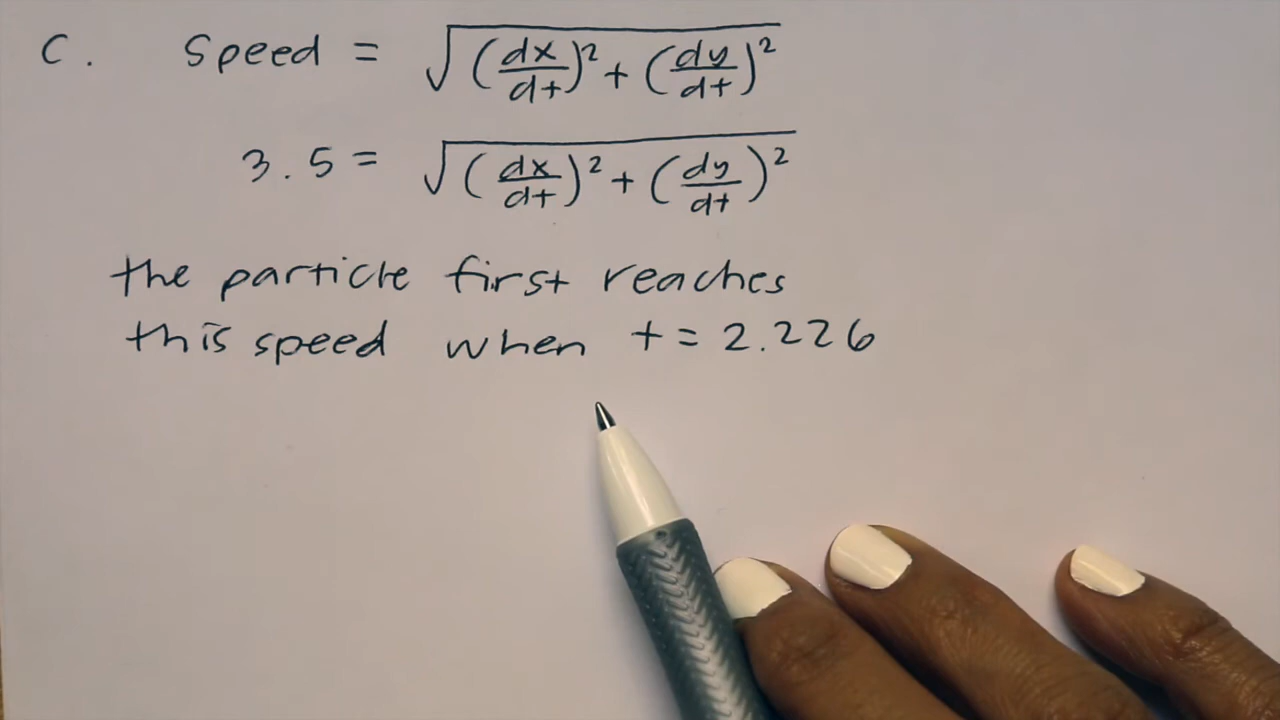 C. Speed = √((dx/dt)² + (dy/dt)²)
3.5 = √((dx/dt)² + (dy/dt)²)
the particle first reaches
this speed when t = 2.226